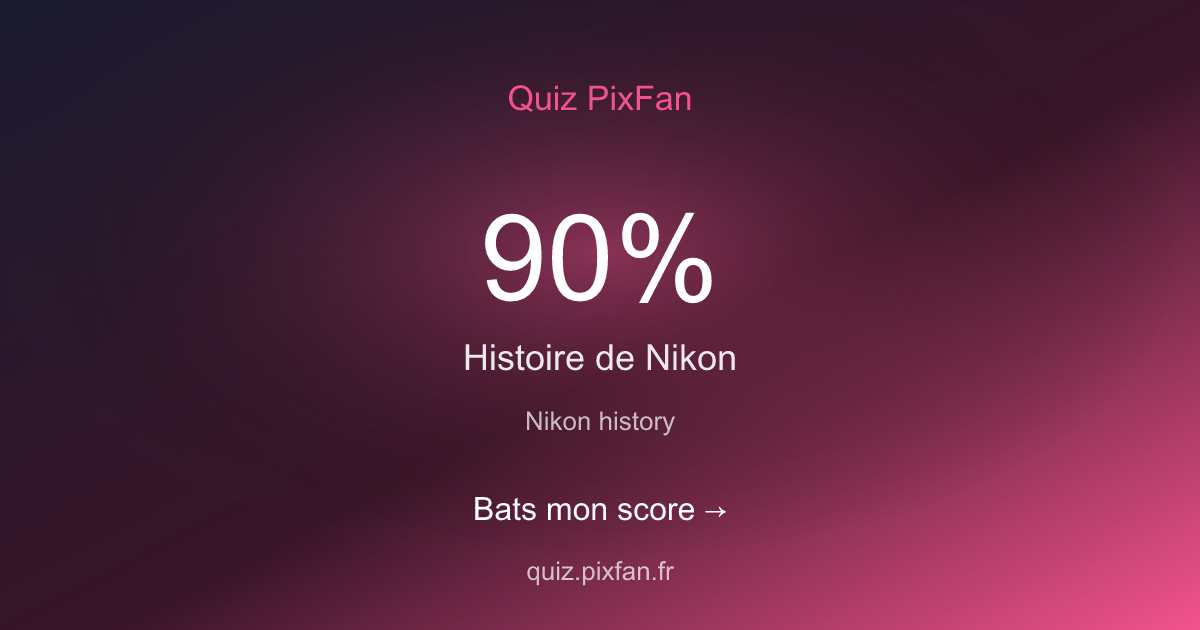 Quiz PixFan
90%
Histoire de Nikon
Nikon history
Bats mon score →
quiz.pixfan.fr